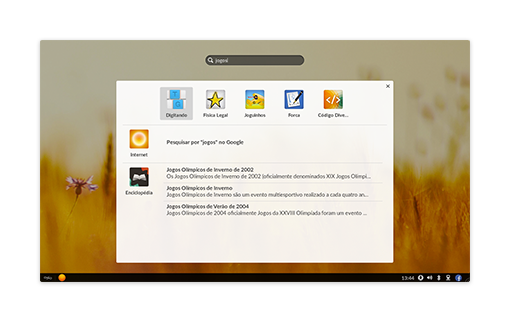 jogos
Digitando
Física Legal
Joguinhos
Forca
Código Dive...
Internet
Pesquisar por "jogos" no Google
Enciclopédia
Jogos Olímpicos de Inverno de 2002
Os Jogos Olímpicos de Inverno de 2002 (oficialmente denominados XIX Jogos Olímpi...
Jogos Olímpicos de Inverno
Jogos Olímpicos de Inverno são um evento multiesportivo realizado a cada quatro an...
Jogos Olímpicos de Verão de 2004
Jogos Olímpicos de 2004 oficialmente Jogos da XXVIII Olimpíada foram um evento ...
13:44